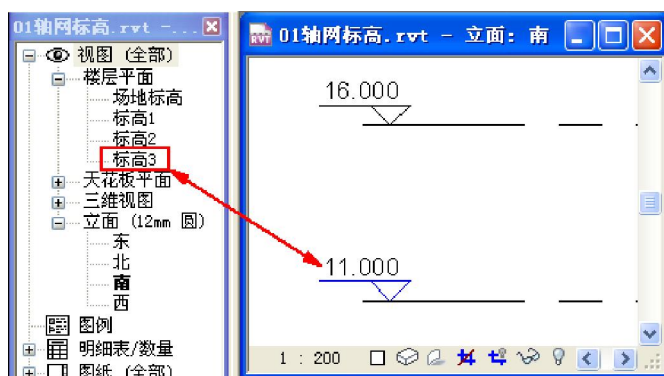 01轴网标高.rvt -...
视图 (全部)
楼层平面
场地标高
标高1
标高2
标高3
天花板平面
三维视图
立面 (12mm 圆)
东
北
南
西
图例
明细表/数量
图纸 (全部)
01轴网标高.rvt - 立面: 南
16.000
11.000
1 : 200